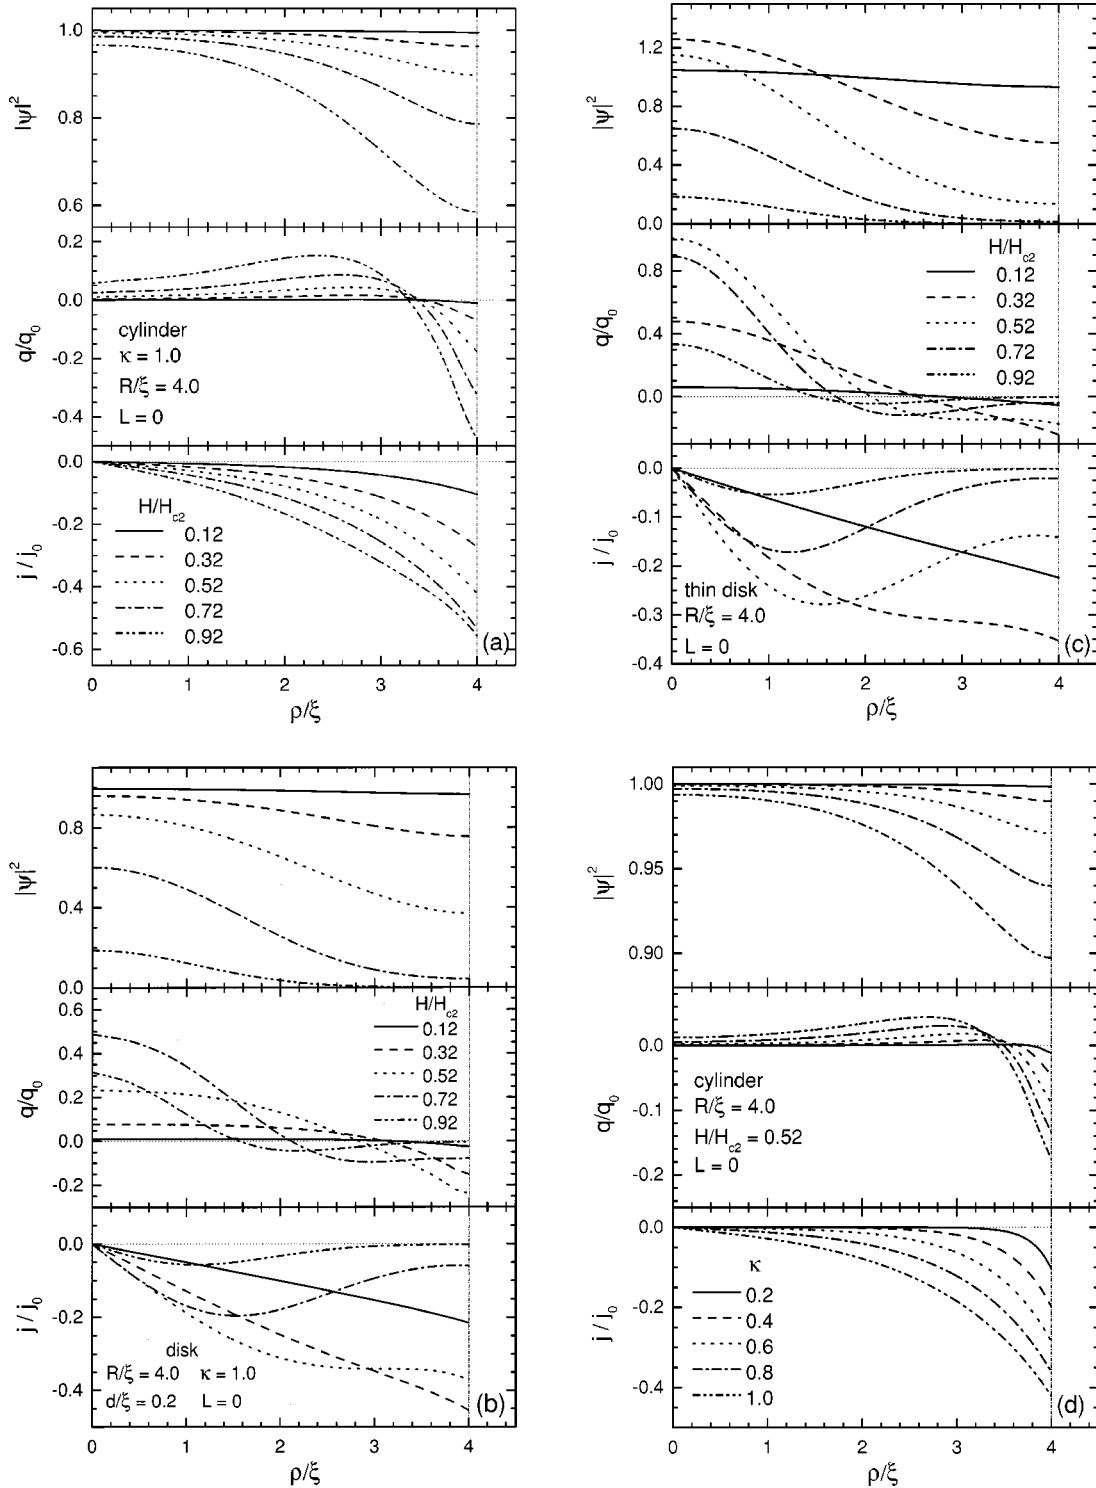 1.0
0.8
0.6
|ψ|²
0.2
0.0
-0.2
-0.4
q/q₀
cylinder
κ = 1.0
R/ξ = 4.0
L = 0
0.0
-0.2
-0.4
-0.6
j / j₀
H/H_c2
0.12
0.32
0.52
0.72
0.92
(a)
0 1 2 3 4
ρ/ξ
1.2
0.8
0.4
0.0
|ψ|²
0.8
0.4
0.0
q/q₀
H/H_c2
0.12
0.32
0.52
0.72
0.92
0.0
-0.1
-0.2
-0.3
-0.4
j / j₀
thin disk
R/ξ = 4.0
L = 0
(c)
0 1 2 3 4
ρ/ξ
0.8
0.4
0.0
|ψ|²
0.6
0.4
0.2
0.0
-0.2
q/q₀
H/H_c2
0.12
0.32
0.52
0.72
0.92
0.0
-0.2
-0.4
j / j₀
disk
R/ξ = 4.0 κ = 1.0
d/ξ = 0.2 L = 0
(b)
0 1 2 3 4
ρ/ξ
1.00
0.95
0.90
|ψ|²
0.0
-0.1
-0.2
q/q₀
cylinder
R/ξ = 4.0
H/H_c2 = 0.52
L = 0
0.0
-0.2
-0.4
j / j₀
κ
0.2
0.4
0.6
0.8
1.0
(d)
0 1 2 3 4
ρ/ξ